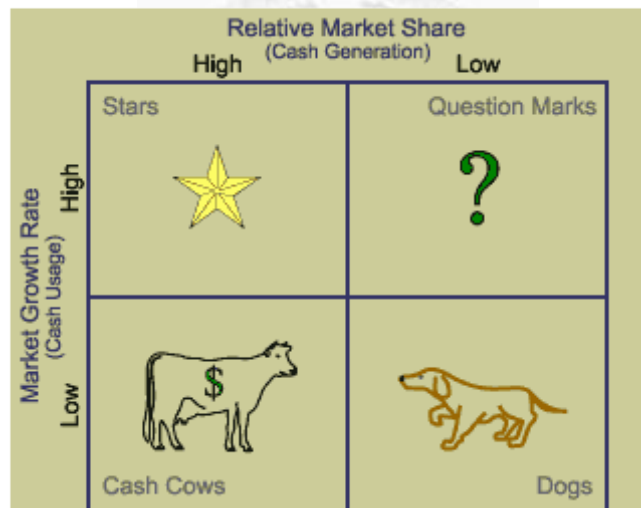 Relative Market Share
(Cash Generation)
High
Low
Stars
Question Marks
?
Market Growth Rate
(Cash Usage)
High
Low
$
Cash Cows
Dogs